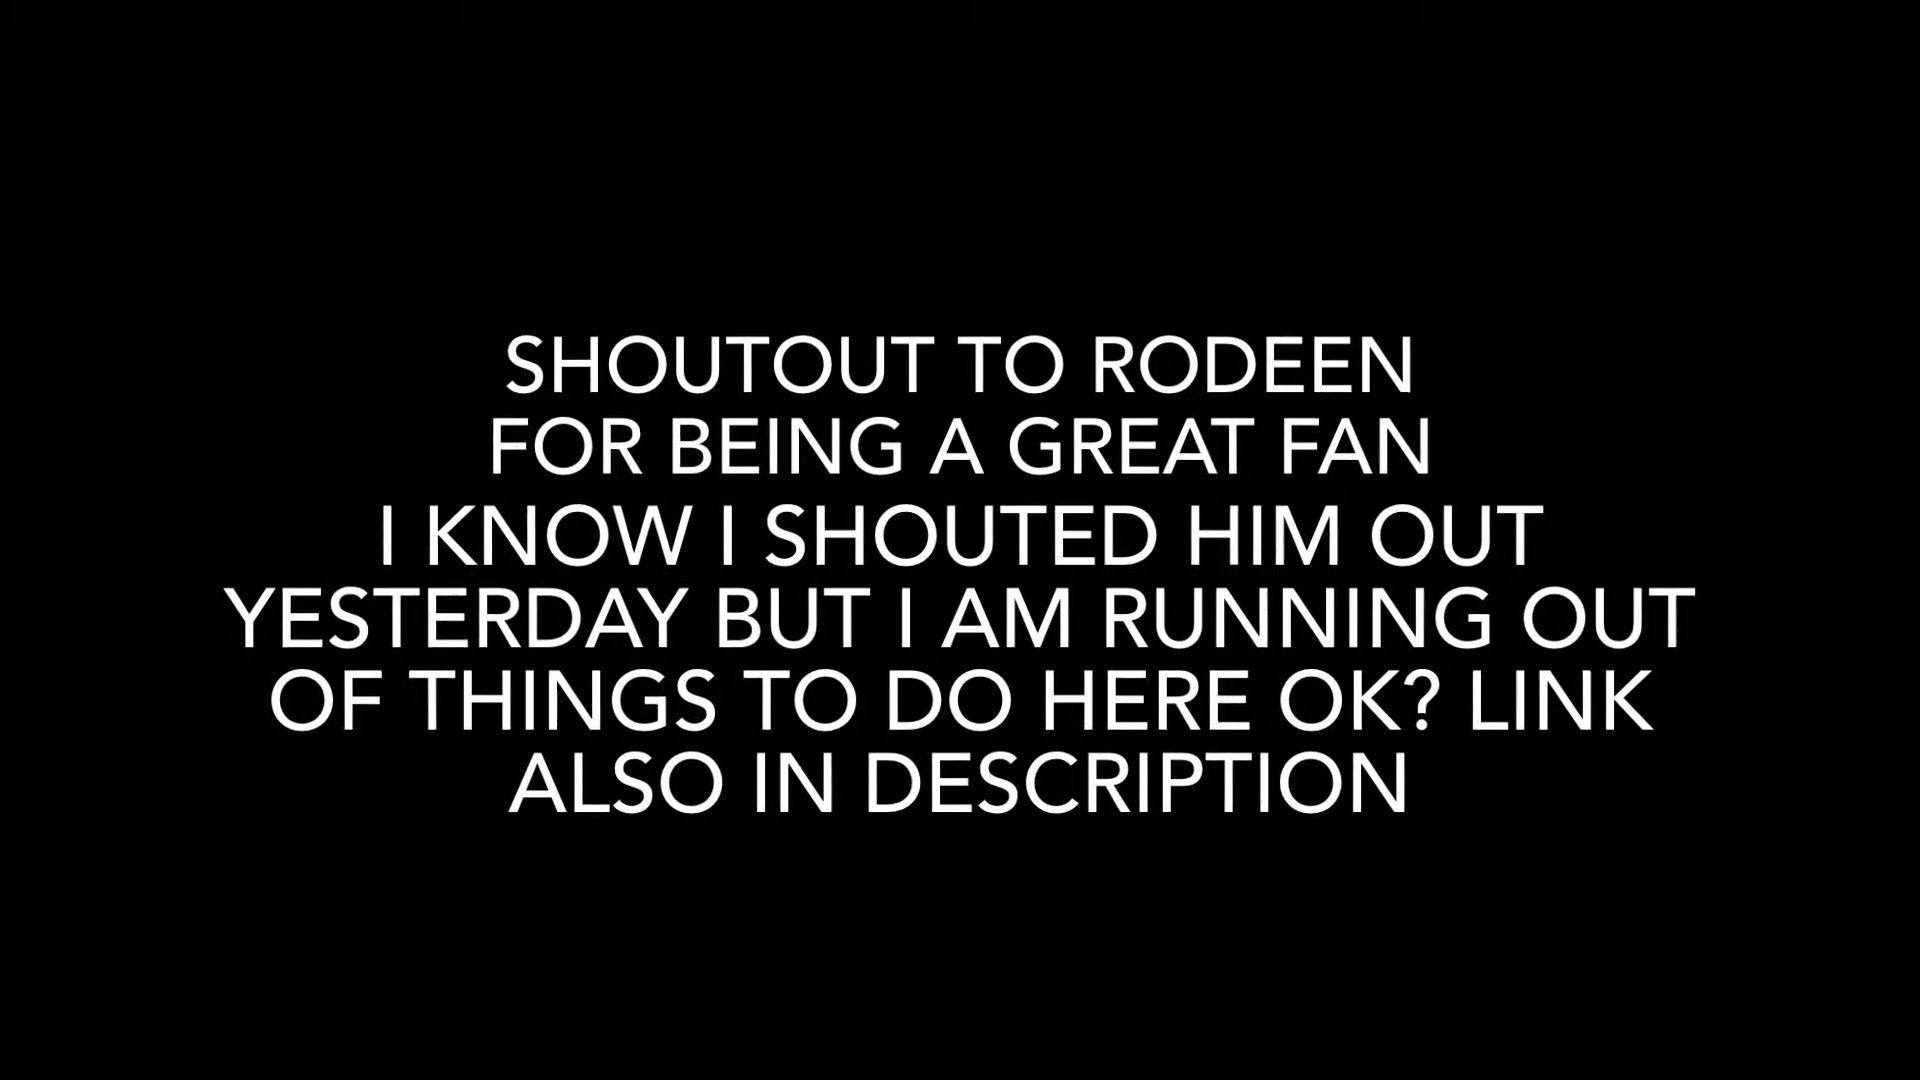 SHOUTOUT TO RODEEN
FOR BEING A GREAT FAN
I KNOW I SHOUTED HIM OUT
YESTERDAY BUT I AM RUNNING OUT
OF THINGS TO DO HERE OK? LINK
ALSO IN DESCRIPTION